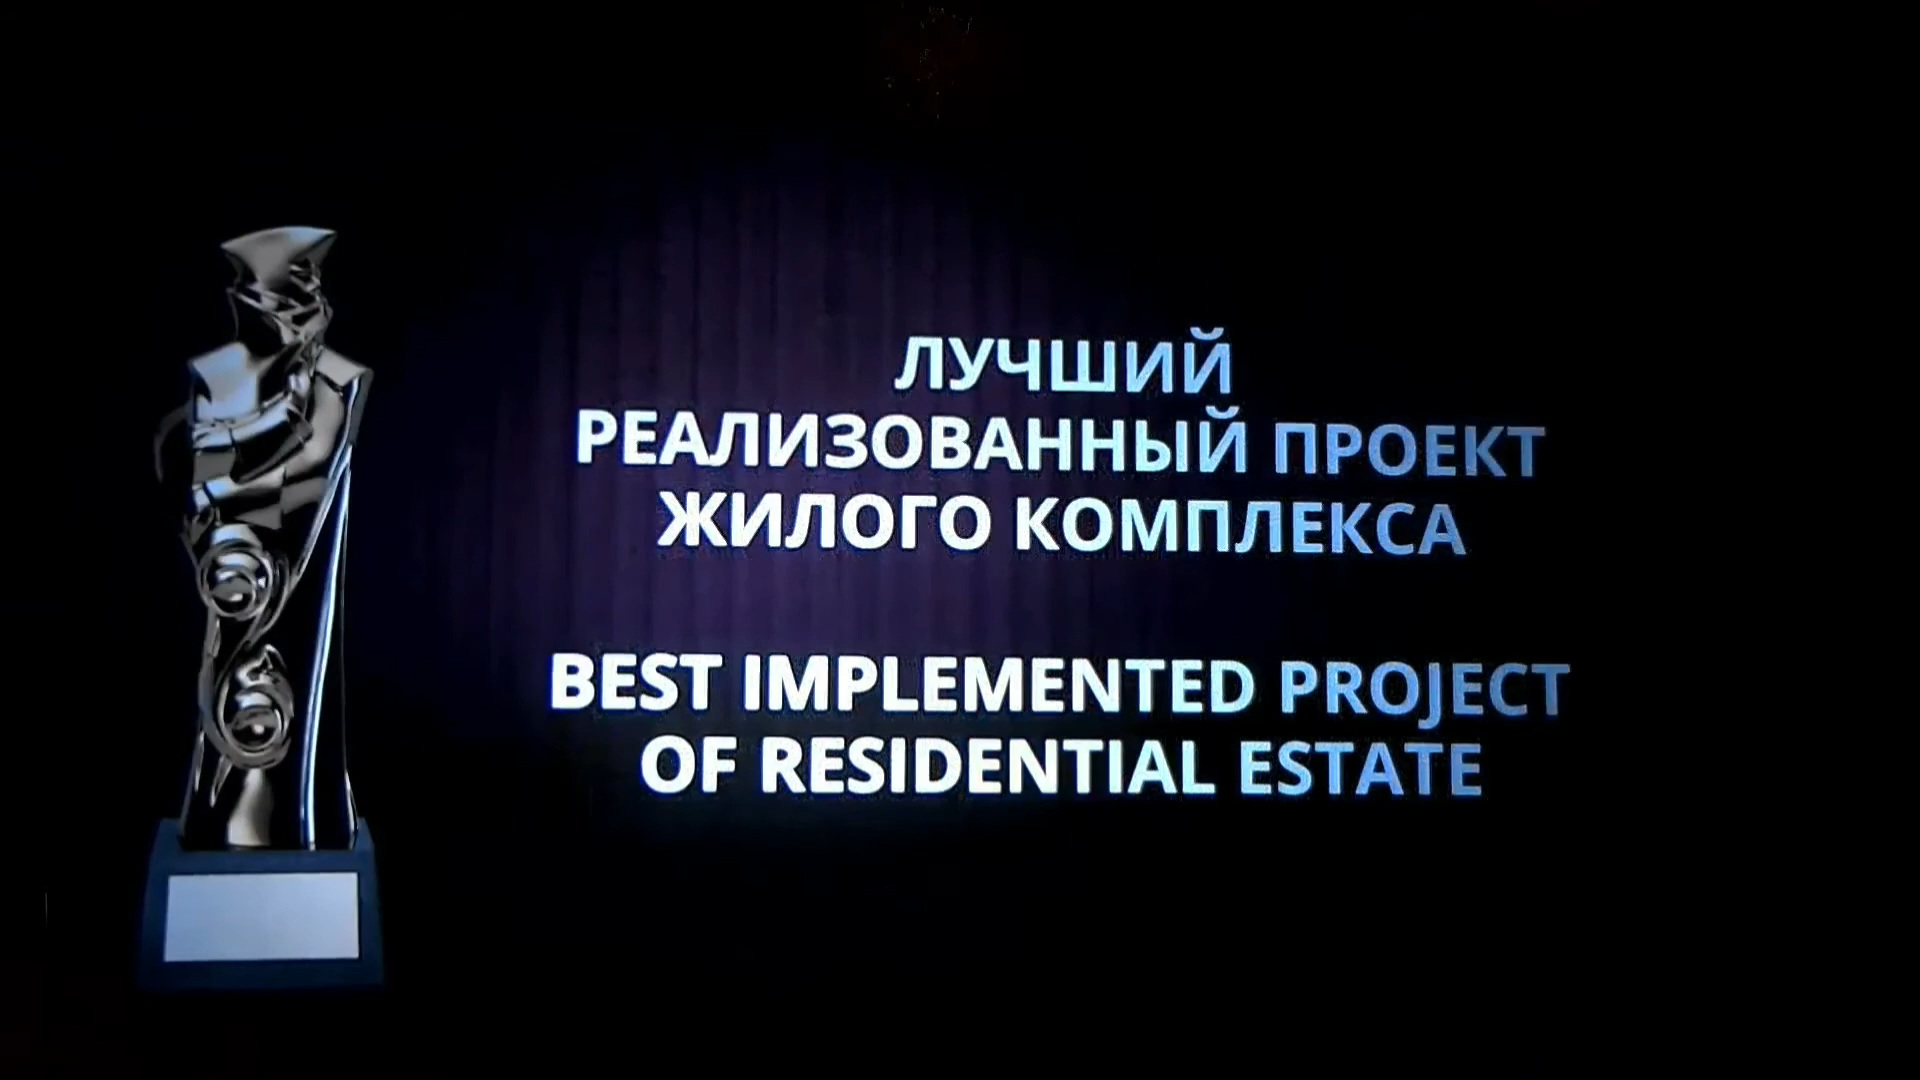 ЛУЧШИЙ
РЕАЛИЗОВАННЫЙ ПРОЕКТ
ЖИЛОГО КОМПЛЕКСА
BEST IMPLEMENTED PROJECT
OF RESIDENTIAL ESTATE